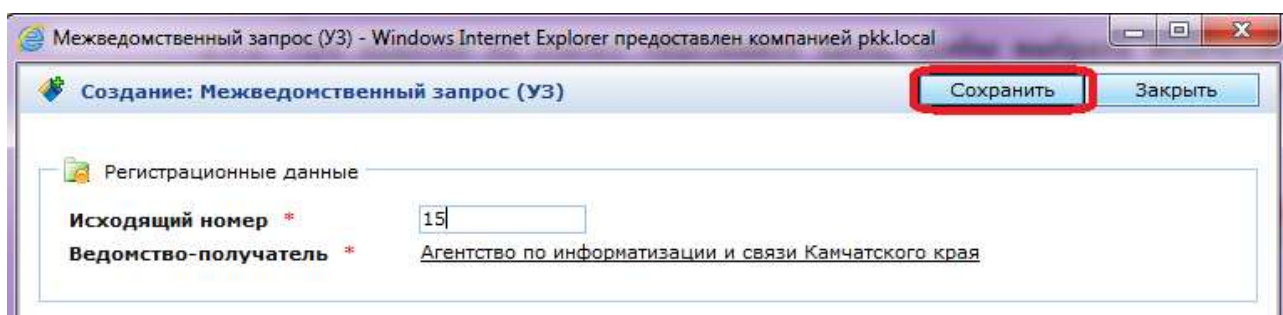 Межведомственный запрос (УЗ) - Windows Internet Explorer предоставлен компанией pkk.local
Создание: Межведомственный запрос (УЗ) Сохранить Закрыть
Регистрационные данные
Исходящий номер * 15
Ведомство-получатель * Агентство по информатизации и связи Камчатского края